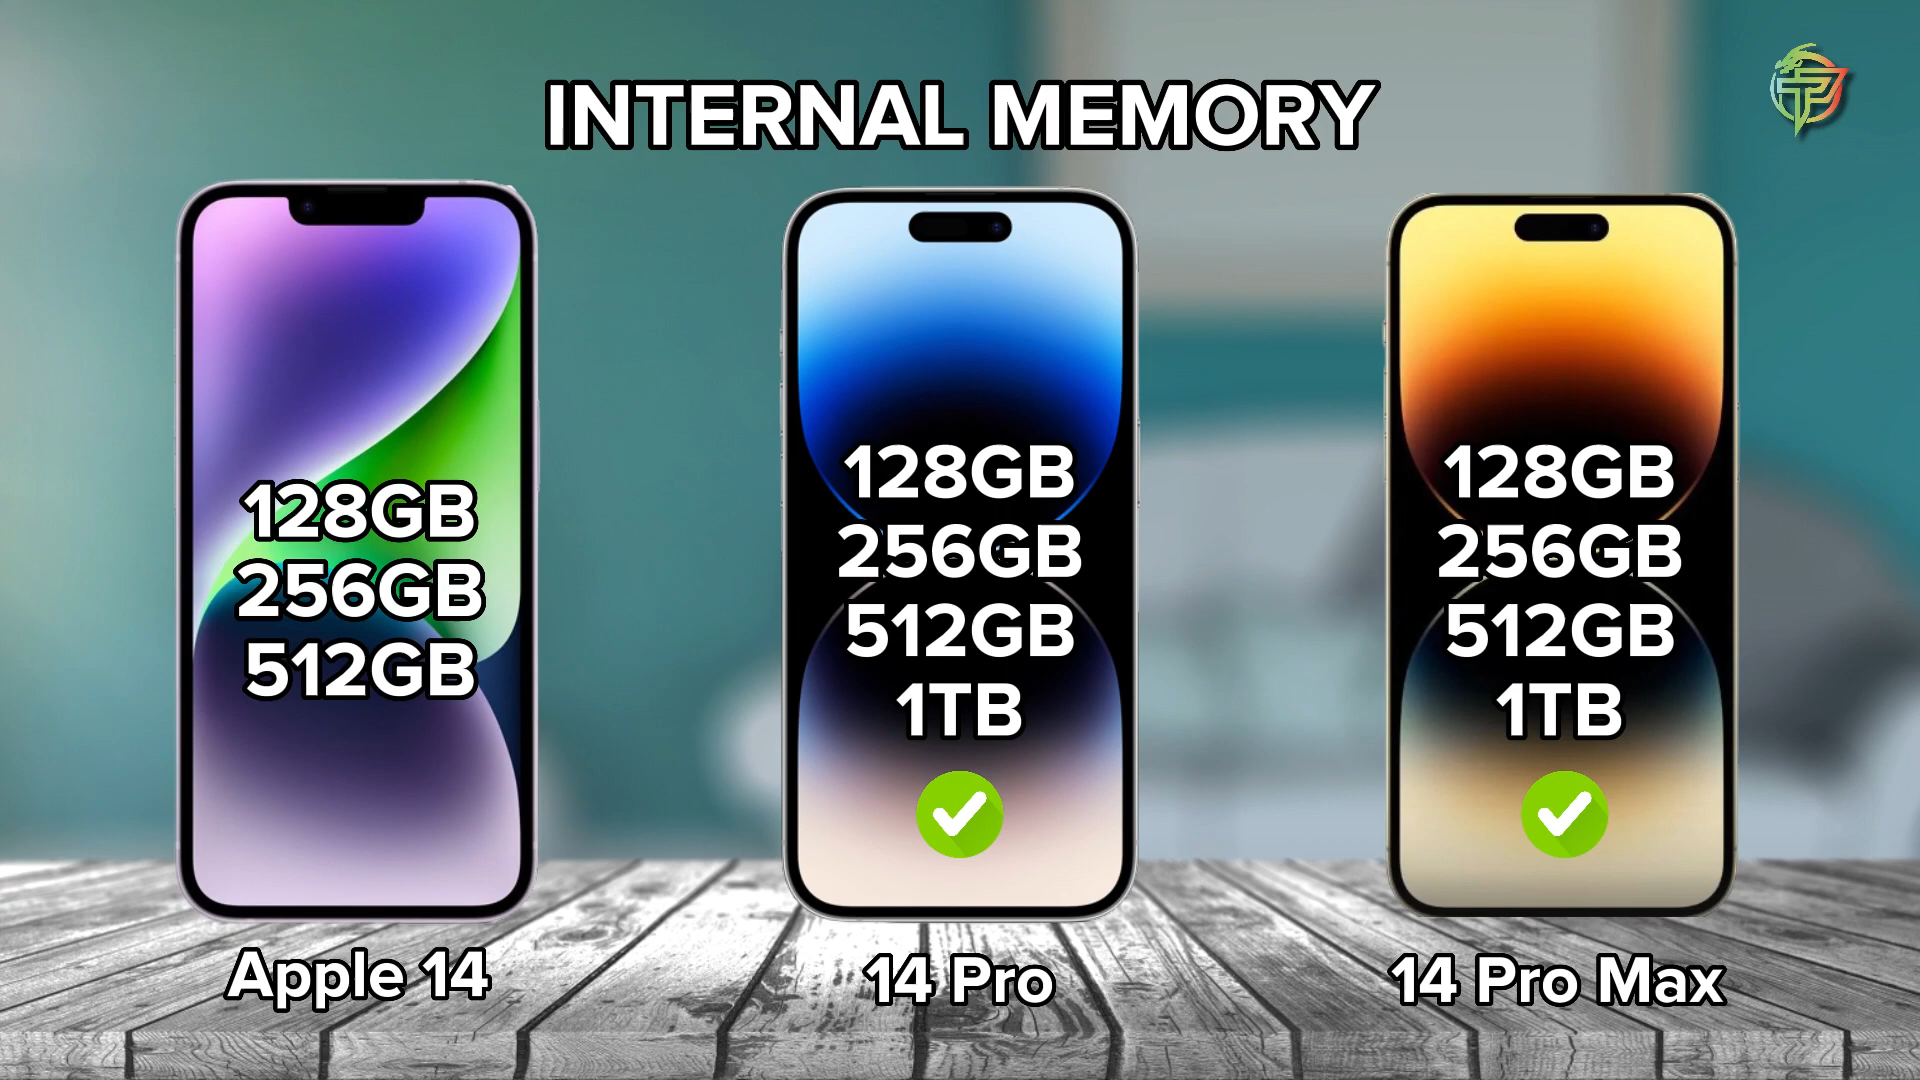 INTERNAL MEMORY
128GB
256GB
512GB
128GB
256GB
512GB
1TB
128GB
256GB
512GB
1TB
Apple 14
14 Pro
14 Pro Max